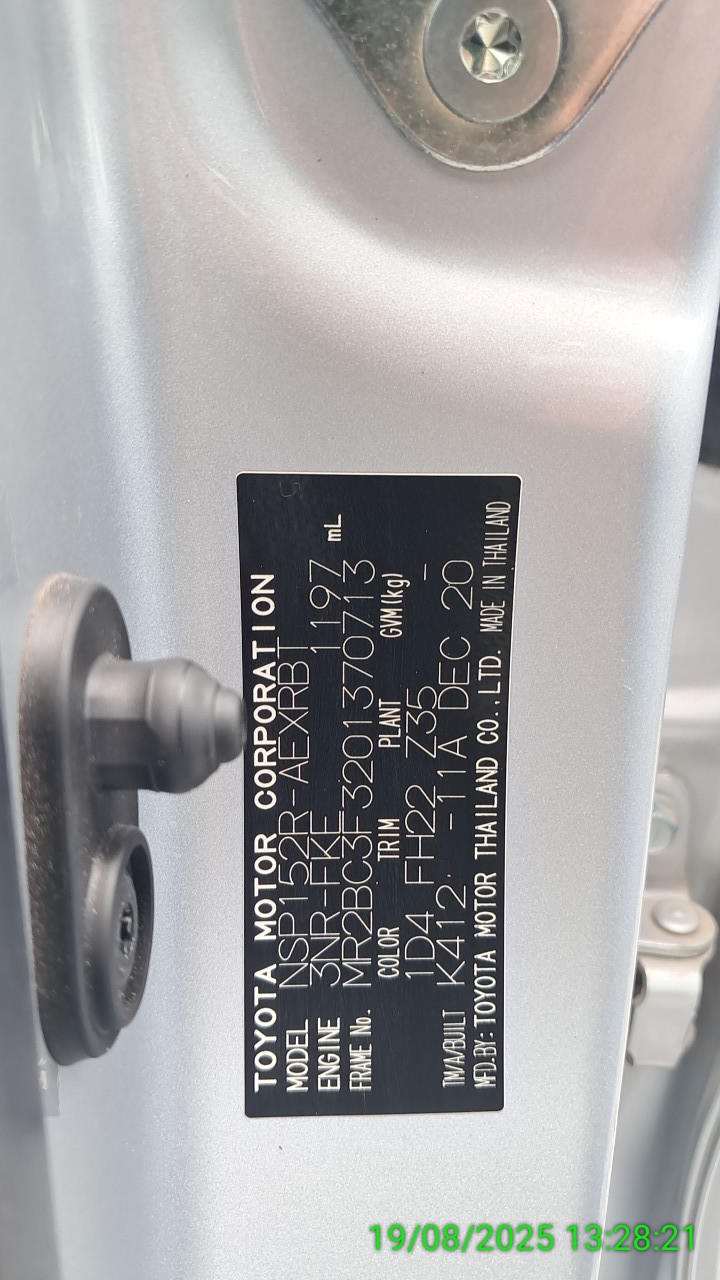 TOYOTA MOTOR CORPORATION
MODEL NSP152R-AEXRBT
ENGINE 3NR-FKE 1197 mL
FRAME No. MR2BC3F3201370713
COLOR TRIM PLANT GVM(kg)
1D4 FH22 Z35 -
TM/A/BUILT K412 -11A DEC 20
MFD.BY: TOYOTA MOTOR THAILAND CO.,LTD. MADE IN THAILAND
19/08/2025 13:28:21